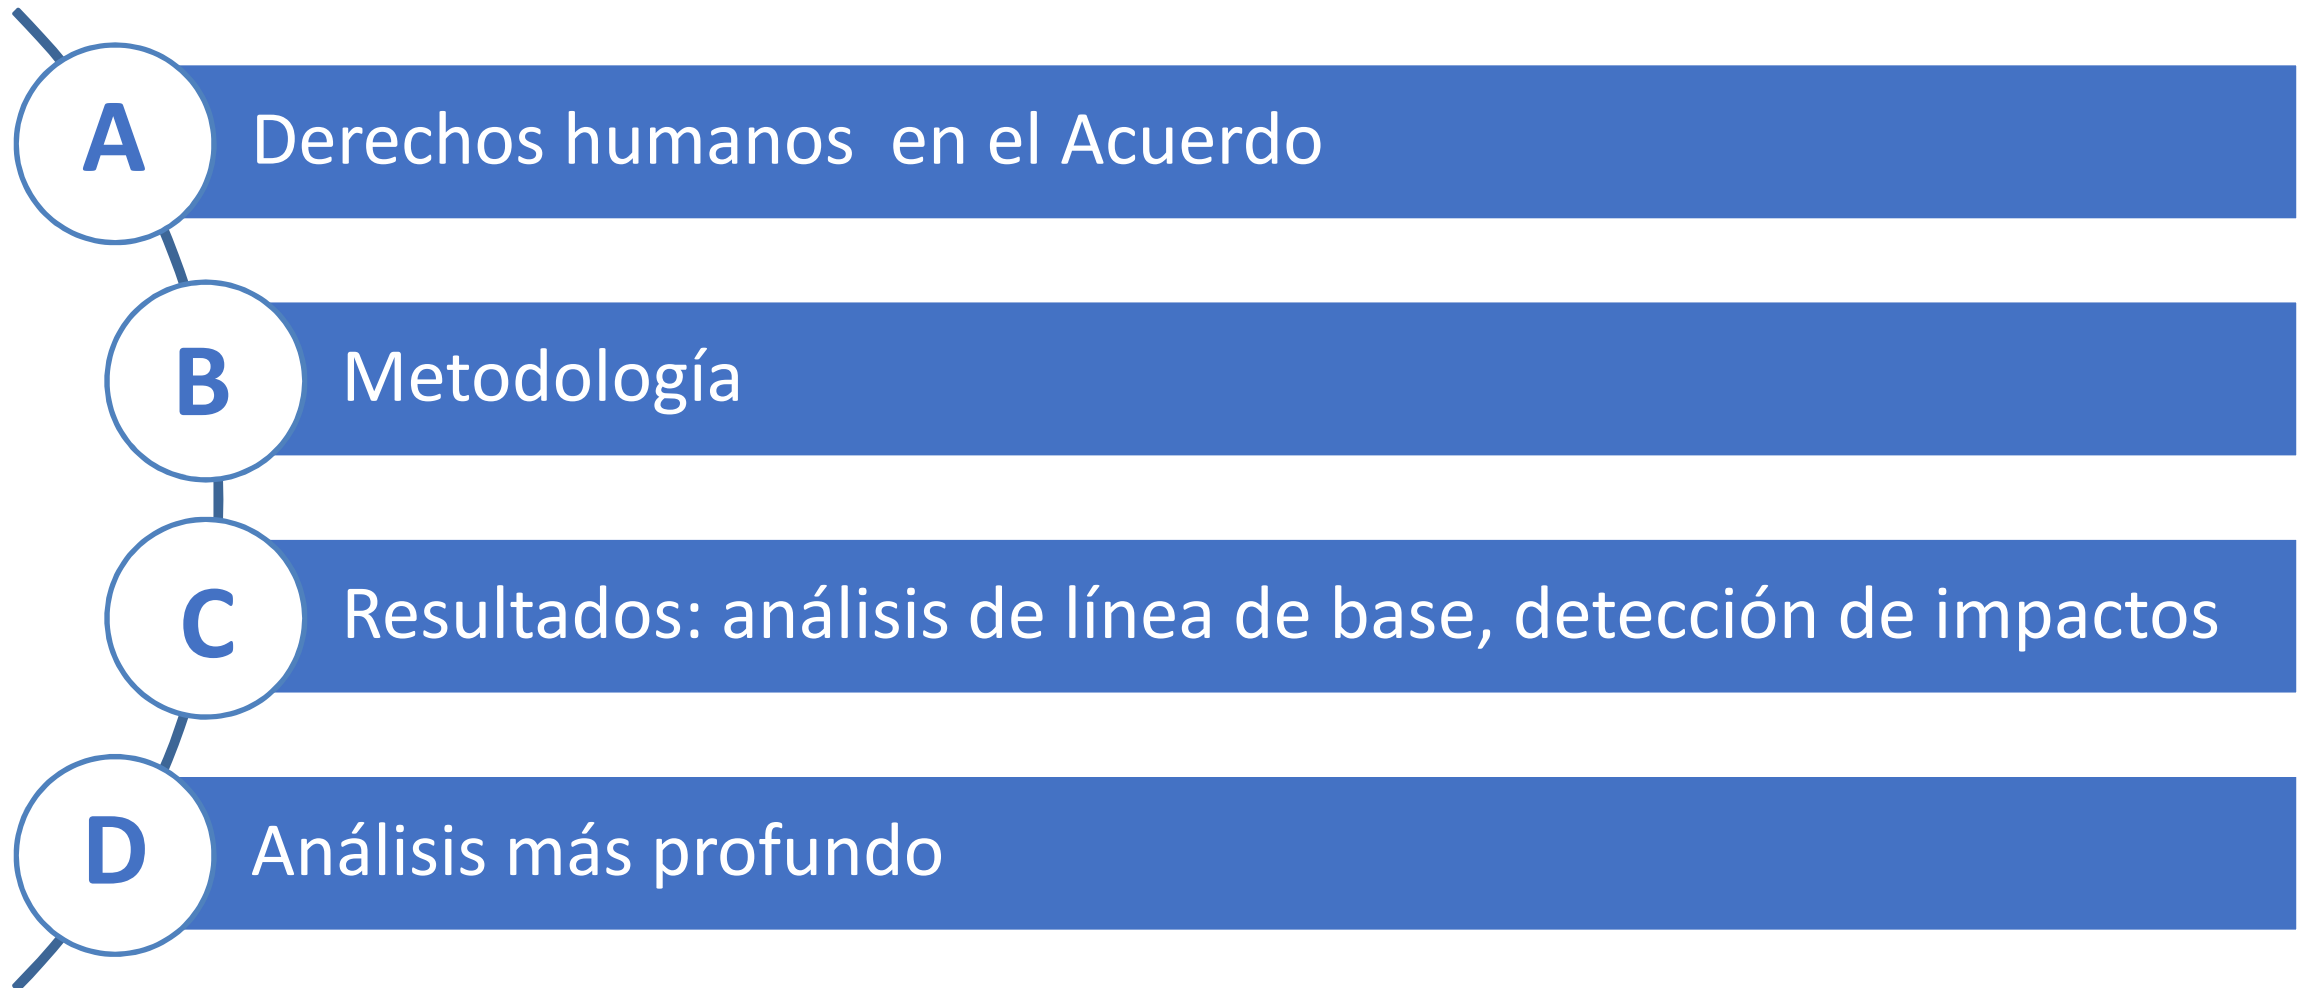 A
Derechos humanos  en el Acuerdo
B
Metodología
C
Resultados: análisis de línea de base, detección de impactos
D
Análisis más profundo